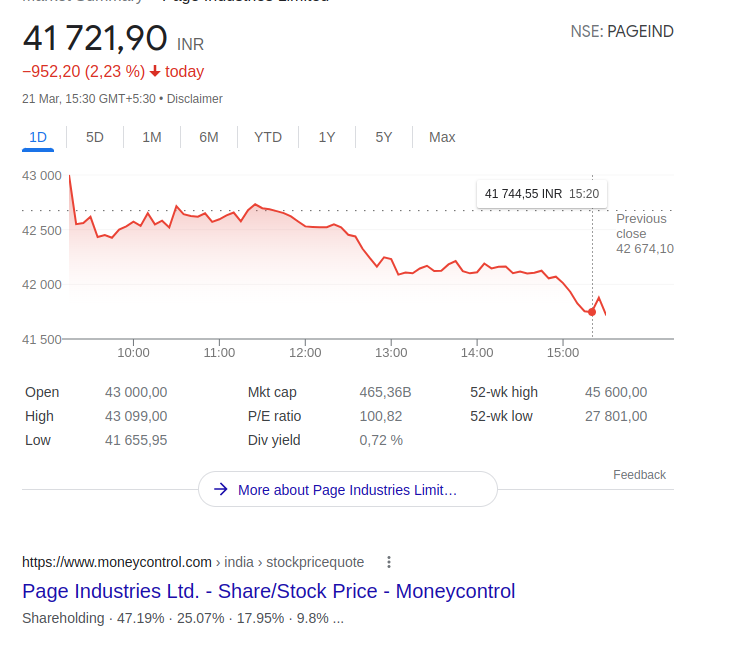 Market Summary > Page Industries Limited
41 721,90 INR
NSE: PAGEIND
−952,20 (2,23 %) ↓ today
21 Mar, 15:30 GMT+5:30 • Disclaimer
1D 5D 1M 6M YTD 1Y 5Y Max
43 000
42 500
42 000
41 500
41 744,55 INR 15:20
Previous
close
42 674,10
10:00 11:00 12:00 13:00 14:00 15:00
Open 43 000,00 Mkt cap 465,36B 52-wk high 45 600,00
High 43 099,00 P/E ratio 100,82 52-wk low 27 801,00
Low 41 655,95 Div yield 0,72 %
Feedback
→ More about Page Industries Limit…
https://www.moneycontrol.com › india › stockpricequote
Page Industries Ltd. - Share/Stock Price - Moneycontrol
Shareholding · 47.19% · 25.07% · 17.95% · 9.8% ...